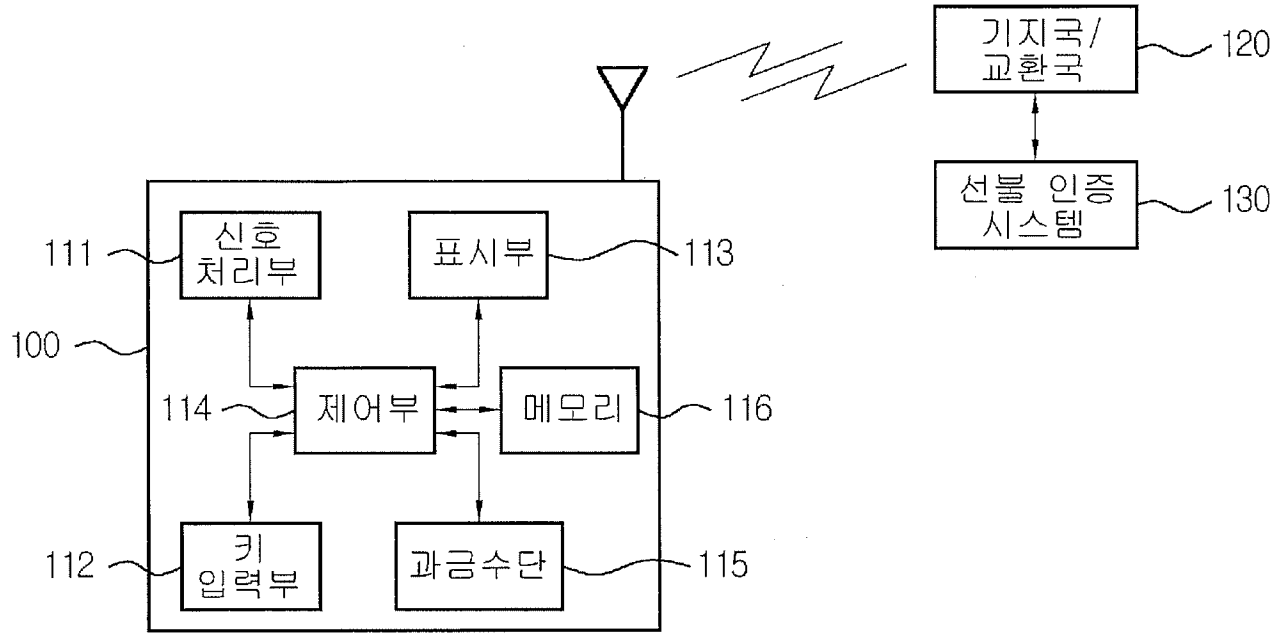 기지국/
교환국
120
선불 인증
시스템
130
신호
처리부
111
표시부
113
100
제어부
114
메모리
116
키
입력부
112
과금수단
115